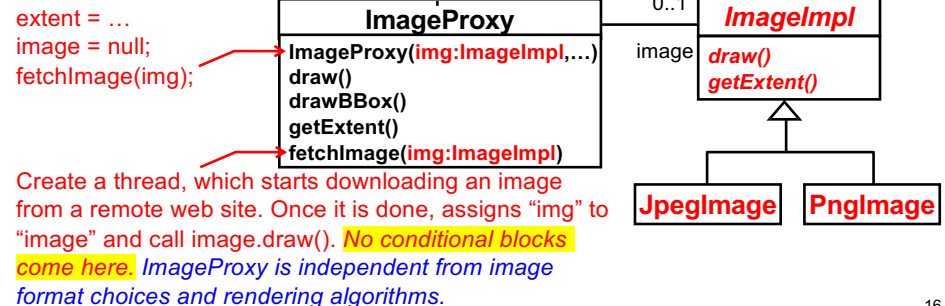 extent = …
image = null;
fetchImage(img);
ImageProxy
ImageProxy(img:ImageImpl,…)
draw()
drawBBox()
getExtent()
fetchImage(img:ImageImpl)
0..1
image
ImageImpl
draw()
getExtent()
JpegImage
PngImage
Create a thread, which starts downloading an image
from a remote web site. Once it is done, assigns “img” to
“image” and call image.draw(). No conditional blocks
come here. ImageProxy is independent from image
format choices and rendering algorithms.
16